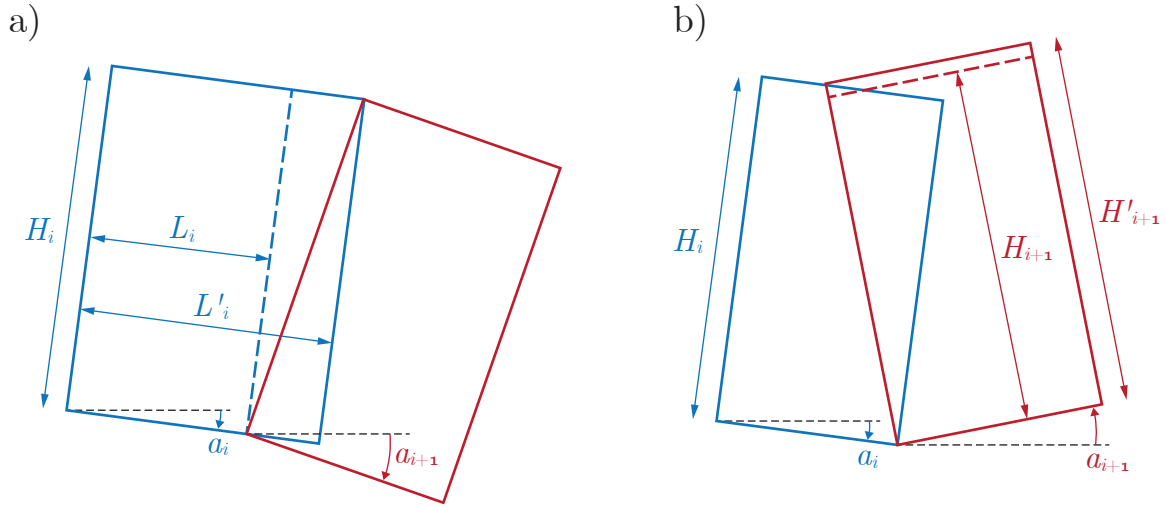 a)
b)
H_i
L_i
L'_i
a_i
a_{i+1}
H_i
H_{i+1}
H'_{i+1}
a_i
a_{i+1}